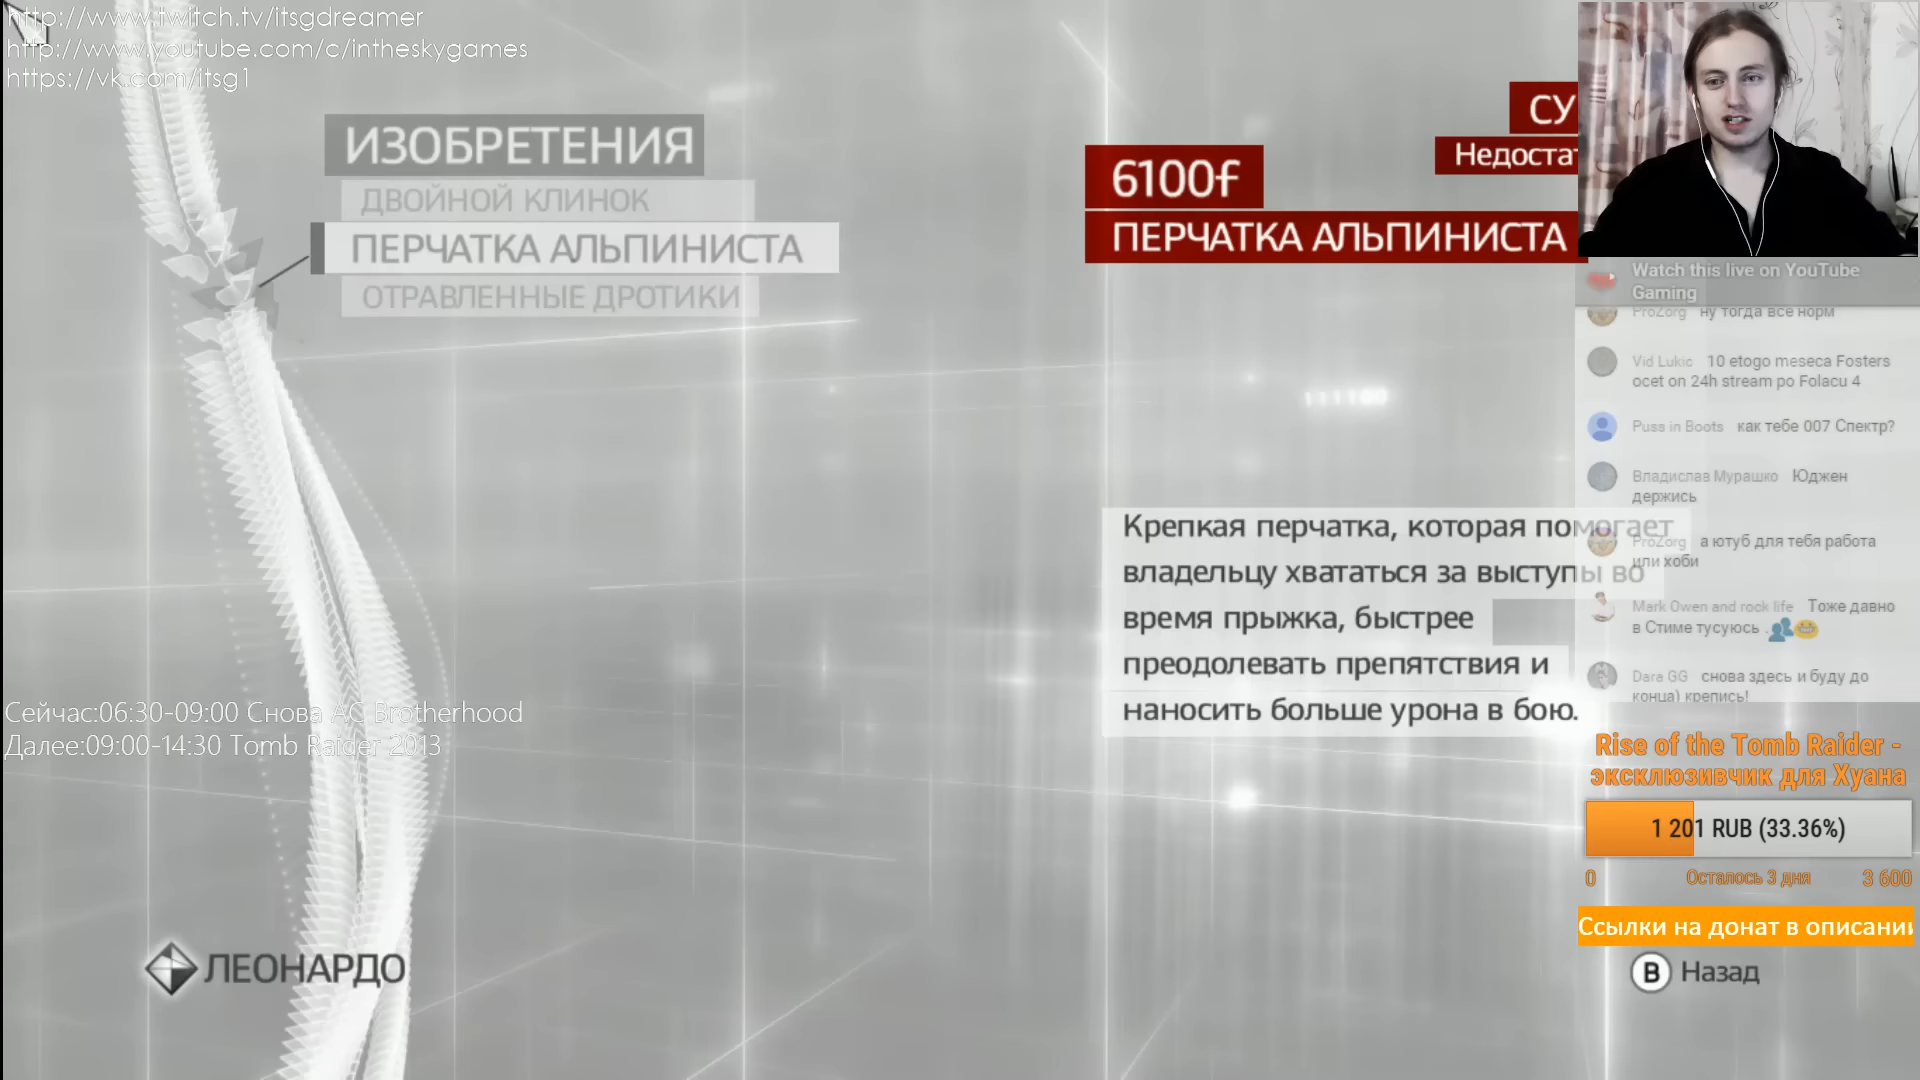 http://www.twitch.tv/itsgdreamer
http://www.youtube.com/c/intheskygames
https://vk.com/itsg1
ИЗОБРЕТЕНИЯ
ДВОЙНОЙ КЛИНОК
ПЕРЧАТКА АЛЬПИНИСТА
ОТРАВЛЕННЫЕ ДРОТИКИ
СУ
Недостат
6100f
ПЕРЧАТКА АЛЬПИНИСТА
Крепкая перчатка, которая помогает
владельцу хвататься за выступы во
время прыжка, быстрее
преодолевать препятствия и
наносить больше урона в бою.
Watch this live on YouTube
Gaming
ProZorg ну тогда все норм
Vid Lukic 10 etogo meseca Fosters
ocet on 24h stream po Folacu 4
Puss in Boots как тебе 007 Спектр?
Владислав Мурашко Юджен
держись
ProZorg а ютуб для тебя работа
или хоби
Mark Owen and rock life Тоже давно
в Стиме тусуюсь .
Dara GG снова здесь и буду до
конца) крепись!
Сейчас:06:30-09:00 Снова AC Brotherhood
Далее:09:00-14:30 Tomb Raider 2013
Rise of the Tomb Raider -
эксклюзивчик для Хуана
1 201 RUB (33.36%)
0 Осталось 3 дня 3 600
Ссылки на донат в описании
ЛЕОНАРДО
B Назад